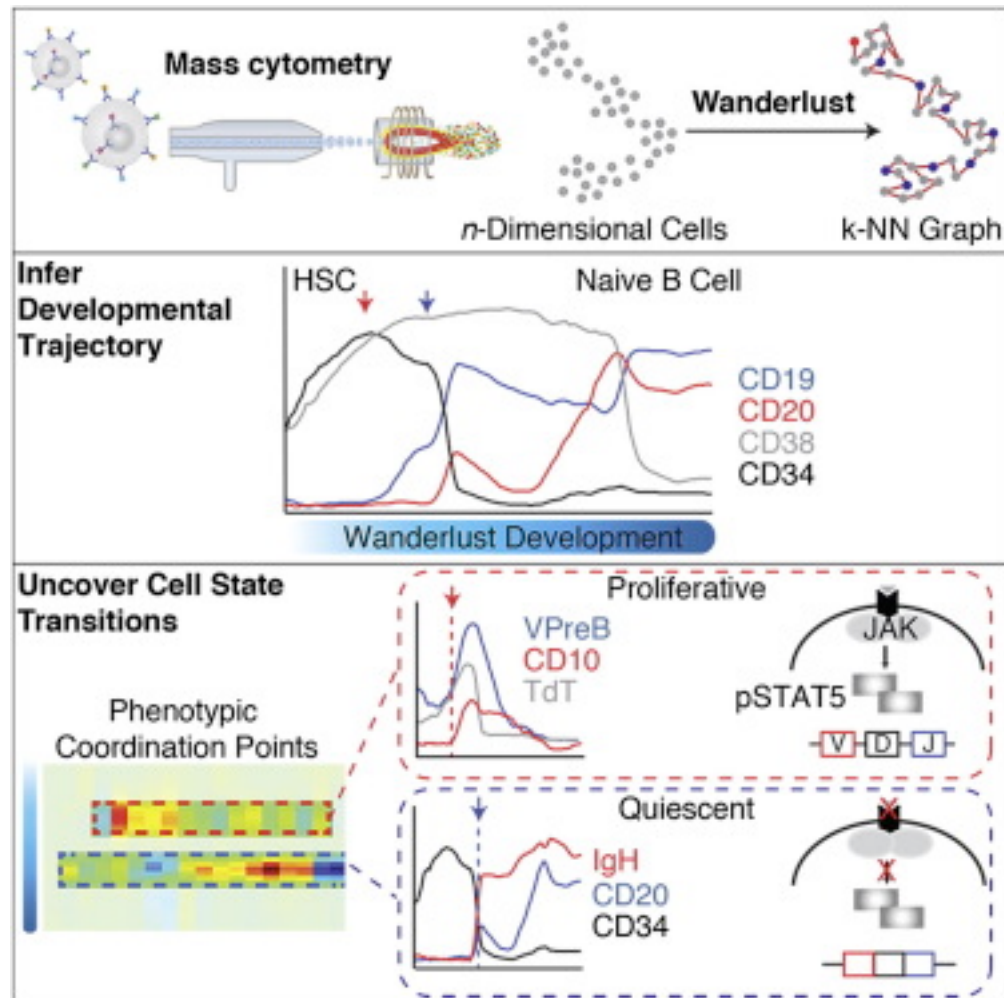 Mass cytometry
Wanderlust
n-Dimensional Cells
k-NN Graph
Infer
Developmental
Trajectory
HSC
Naive B Cell
CD19
CD20
CD38
CD34
Wanderlust Development
Uncover Cell State
Transitions
Phenotypic
Coordination Points
Proliferative
VPreB
CD10
TdT
JAK
pSTAT5
V D J
Quiescent
IgH
CD20
CD34